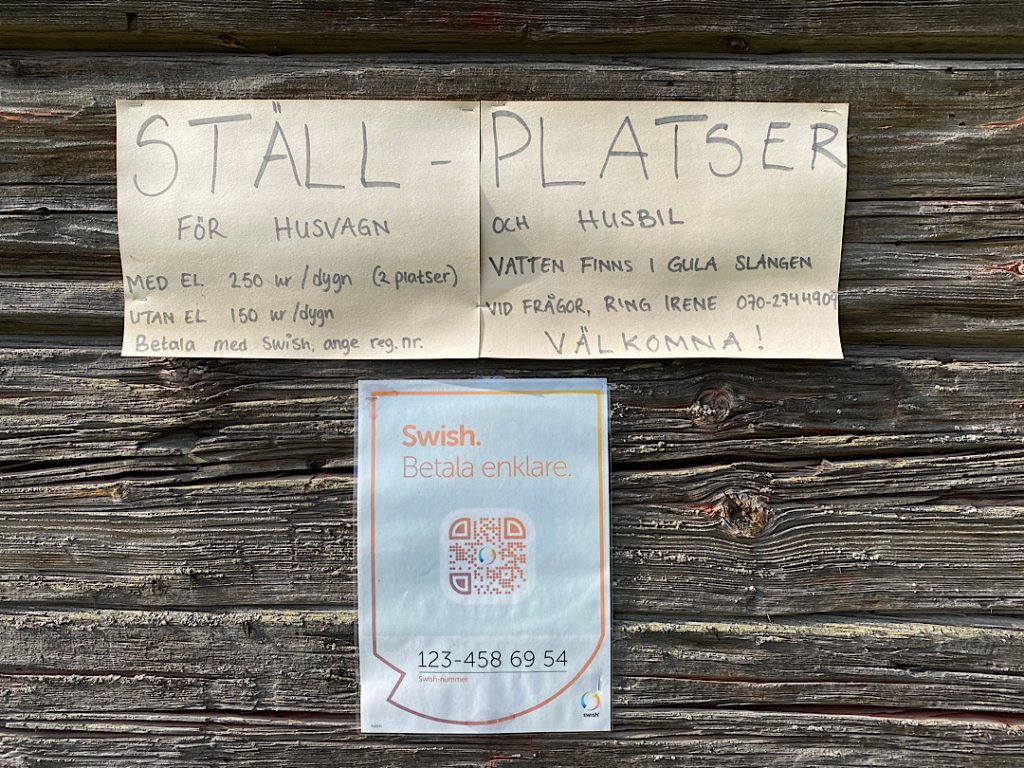 STÄLL - PLATSER
FÖR HUSVAGN OCH HUSBIL
MED EL 250 kr/dygn (2 platser)
UTAN EL 150 kr/dygn
Betala med Swish, ange reg.nr.
VATTEN FINNS I GULA SLANGEN
VID FRÅGOR, RING IRENE 070-2744909
VÄLKOMNA!
Swish.
Betala enklare.
123-458 69 54
Swish-nummer
swish